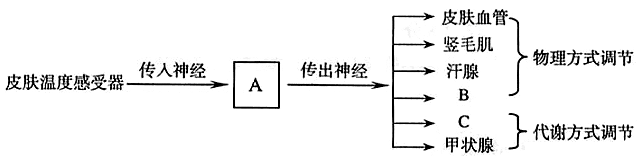 皮肤温度感受器
传入神经
A
传出神经
皮肤血管
竖毛肌
汗腺
B
物理方式调节
C
甲状腺
代谢方式调节